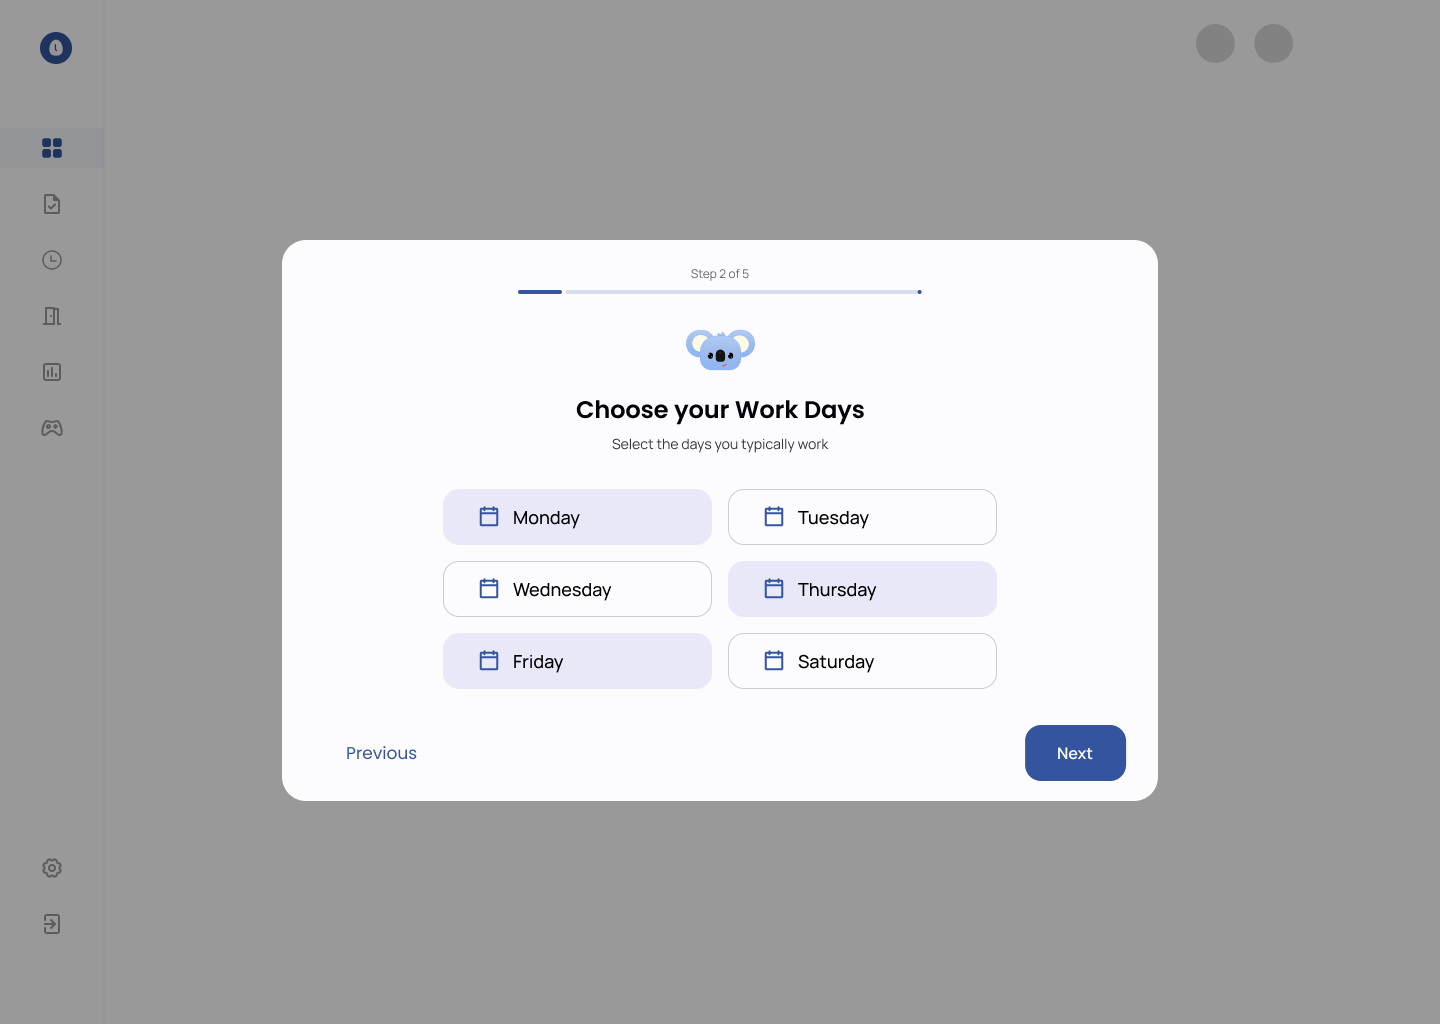 Step 2 of 5
Choose your Work Days
Select the days you typically work
Monday
Tuesday
Wednesday
Thursday
Friday
Saturday
Previous
Next